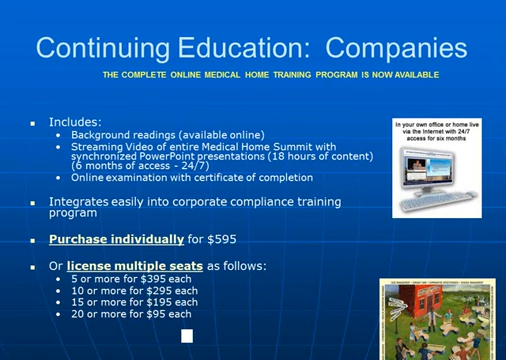 Continuing Education: Companies
THE COMPLETE ONLINE MEDICAL HOME TRAINING PROGRAM IS NOW AVAILABLE
Includes:
Background readings (available online)
Streaming Video of entire Medical Home Summit with
synchronized PowerPoint presentations (18 hours of content)
(6 months of access - 24/7)
Online examination with certificate of completion
Integrates easily into corporate compliance training
program
Purchase individually for $595
Or license multiple seats as follows:
5 or more for $395 each
10 or more for $295 each
15 or more for $195 each
20 or more for $95 each
In your own office or home live
via the Internet with 24/7
access for six months